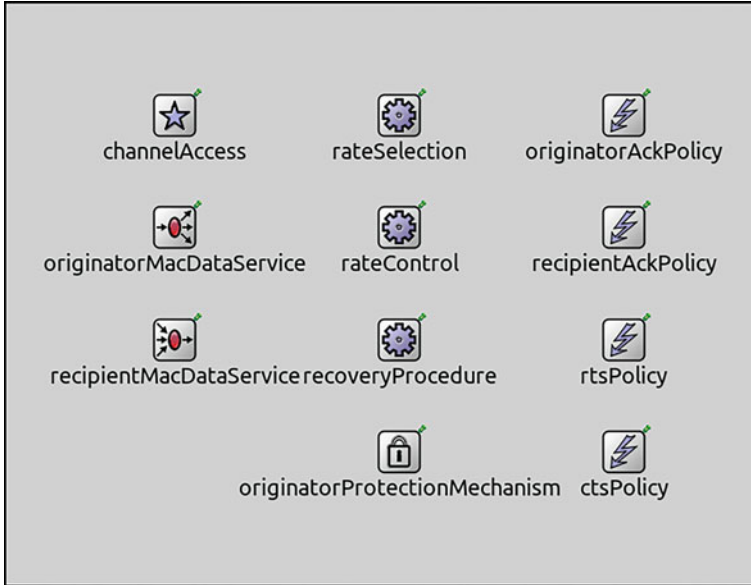 channelAccess rateSelection originatorAckPolicy
originatorMacDataService rateControl recipientAckPolicy
recipientMacDataService recoveryProcedure rtsPolicy
originatorProtectionMechanism ctsPolicy